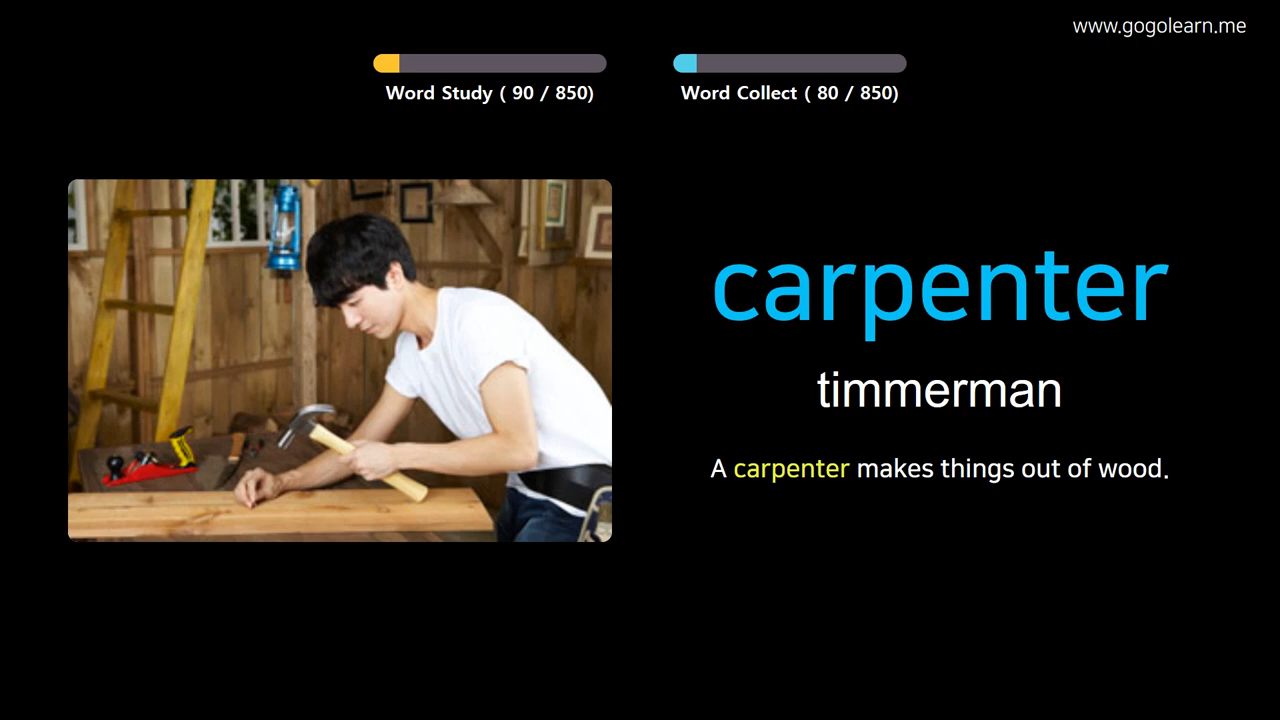 www.gogolearn.me
Word Study ( 90 / 850)
Word Collect ( 80 / 850)
carpenter
timmerman
A carpenter makes things out of wood.